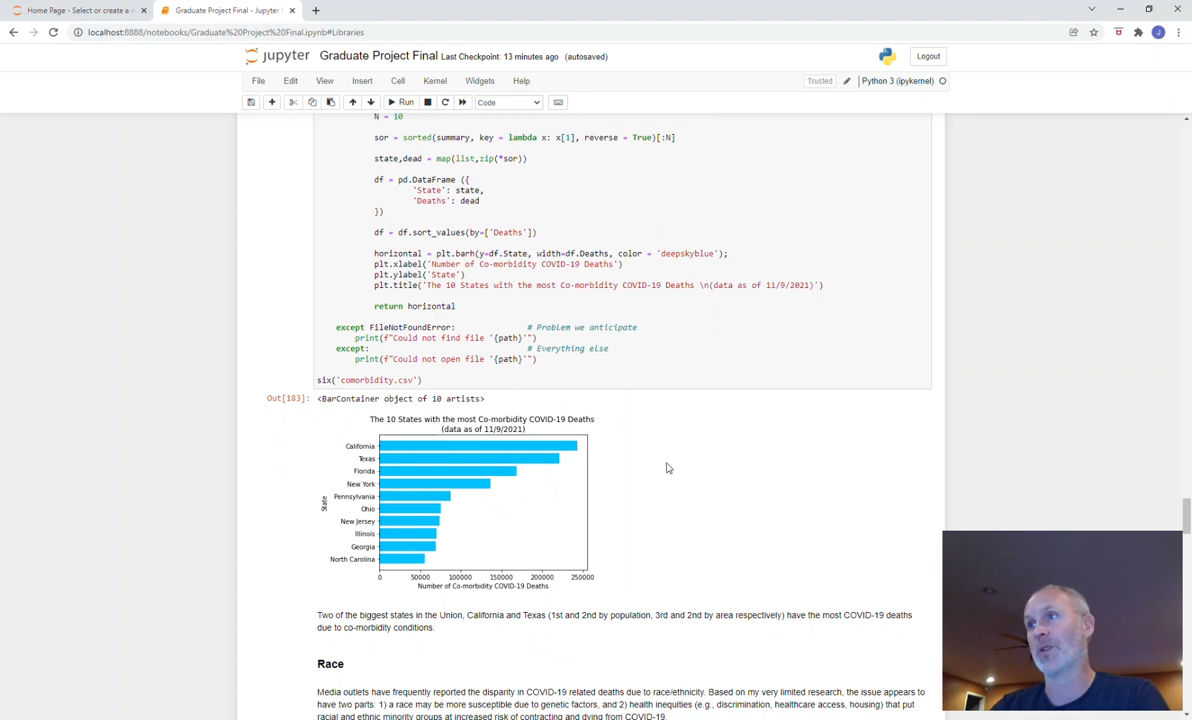 Home Page - Select or create a n
Graduate Project Final - Jupyter
localhost:8888/notebooks/Graduate%20Project%20Final.ipynb#Libraries
J
jupyter
Graduate Project Final Last Checkpoint: 13 minutes ago (autosaved)
Logout
File Edit View Insert Cell Kernel Widgets Help
Trusted
Python 3 (ipykernel)
Run
Code
N = 10
sor = sorted(summary, key = lambda x: x[1], reverse = True)[:N]
state,dead = map(list,zip(*sor))
df = pd.DataFrame ({
'State': state,
'Deaths': dead
})
df = df.sort_values(by=['Deaths'])
horizontal = plt.barh(y=df.State, width=df.Deaths, color = 'deepskyblue');
plt.xlabel('Number of Co-morbidity COVID-19 Deaths')
plt.ylabel('State')
plt.title('The 10 States with the most Co-morbidity COVID-19 Deaths \n(data as of 11/9/2021)')
return horizontal
except FileNotFoundError: # Problem we anticipate
print(f"Could not find file '{path}'")
except: # Everything else
print(f"Could not open file '{path}'")
six('comorbidity.csv')
Out[183]: <BarContainer object of 10 artists>
The 10 States with the most Co-morbidity COVID-19 Deaths
(data as of 11/9/2021)
California
Texas
Florida
New York
Pennsylvania
Ohio
New Jersey
Illinois
Georgia
North Carolina
State
0 50000 100000 150000 200000 250000
Number of Co-morbidity COVID-19 Deaths
Two of the biggest states in the Union, California and Texas (1st and 2nd by population, 3rd and 2nd by area respectively) have the most COVID-19 deaths
due to co-morbidity conditions.
Race
Media outlets have frequently reported the disparity in COVID-19 related deaths due to race/ethnicity. Based on my very limited research, the issue appears to
have two parts: 1) a race may be more susceptible due to genetic factors, and 2) health inequities (e.g., discrimination, healthcare access, housing) that put
racial and ethnic minority groups at increased risk of contracting and dying from COVID-19.